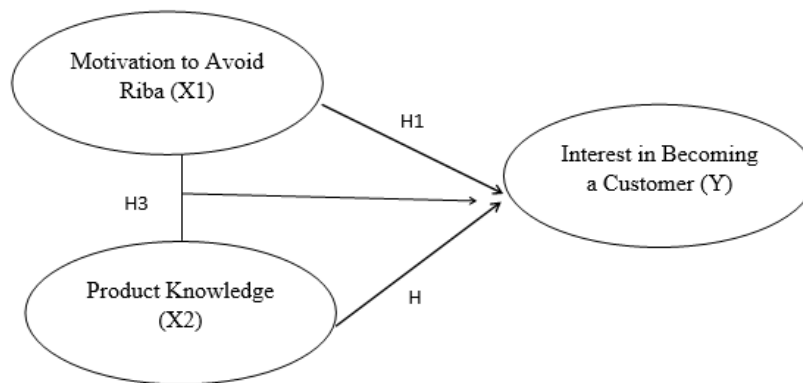 Motivation to Avoid
Riba (X1)
H1
Interest in Becoming
a Customer (Y)
H3
Product Knowledge
(X2)
H